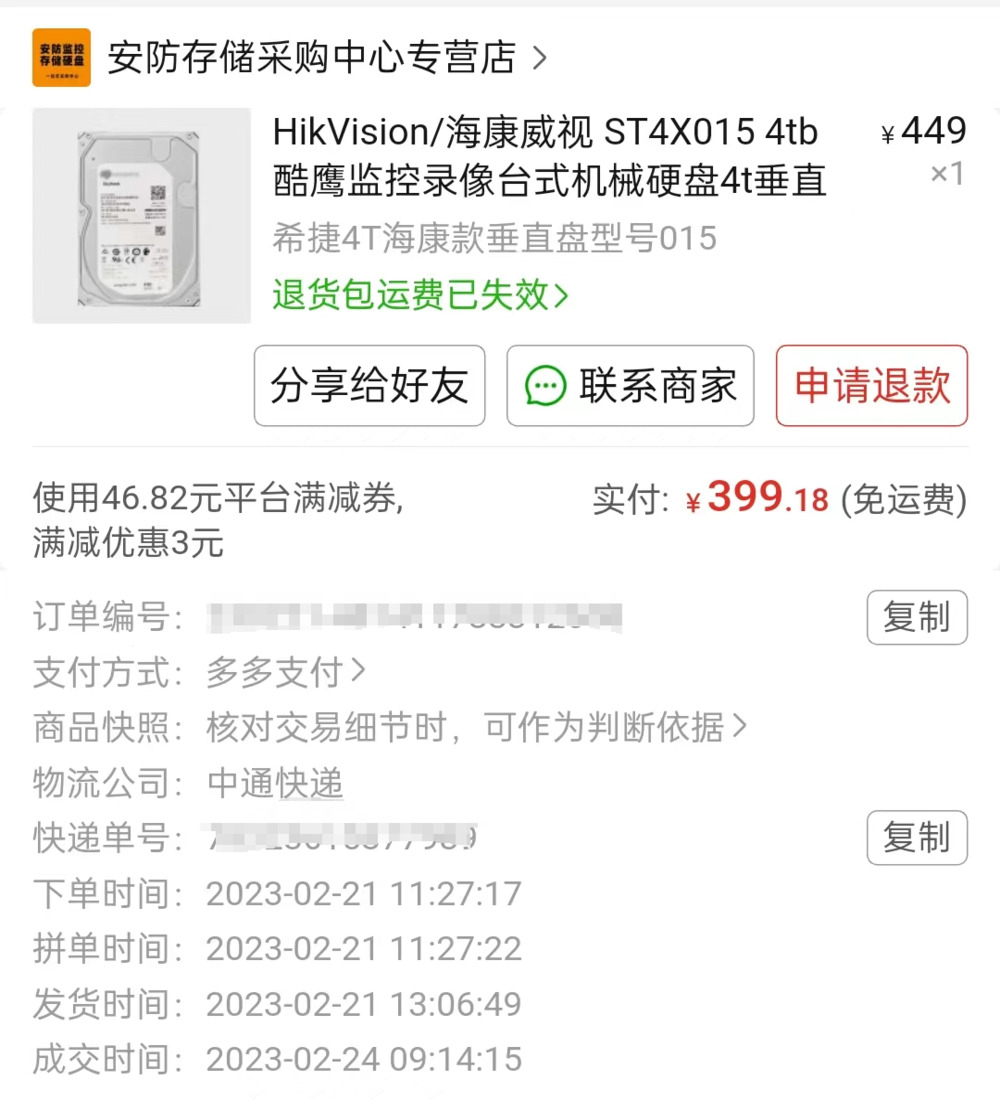 安防监控
存储硬盘
安防存储采购中心专营店
HikVision/海康威视 ST4X015 4tb
¥449
酷鹰监控录像台式机械硬盘4t垂直
×1
希捷4T海康款垂直盘型号015
退货包运费已失效
分享给好友
联系商家
申请退款
使用46.82元平台满减券,
满减优惠3元
实付: ¥399.18 (免运费)
订单编号:
复制
支付方式: 多多支付
商品快照: 核对交易细节时，可作为判断依据
物流公司: 中通快递
快递单号:
复制
下单时间: 2023-02-21 11:27:17
拼单时间: 2023-02-21 11:27:22
发货时间: 2023-02-21 13:06:49
成交时间: 2023-02-24 09:14:15